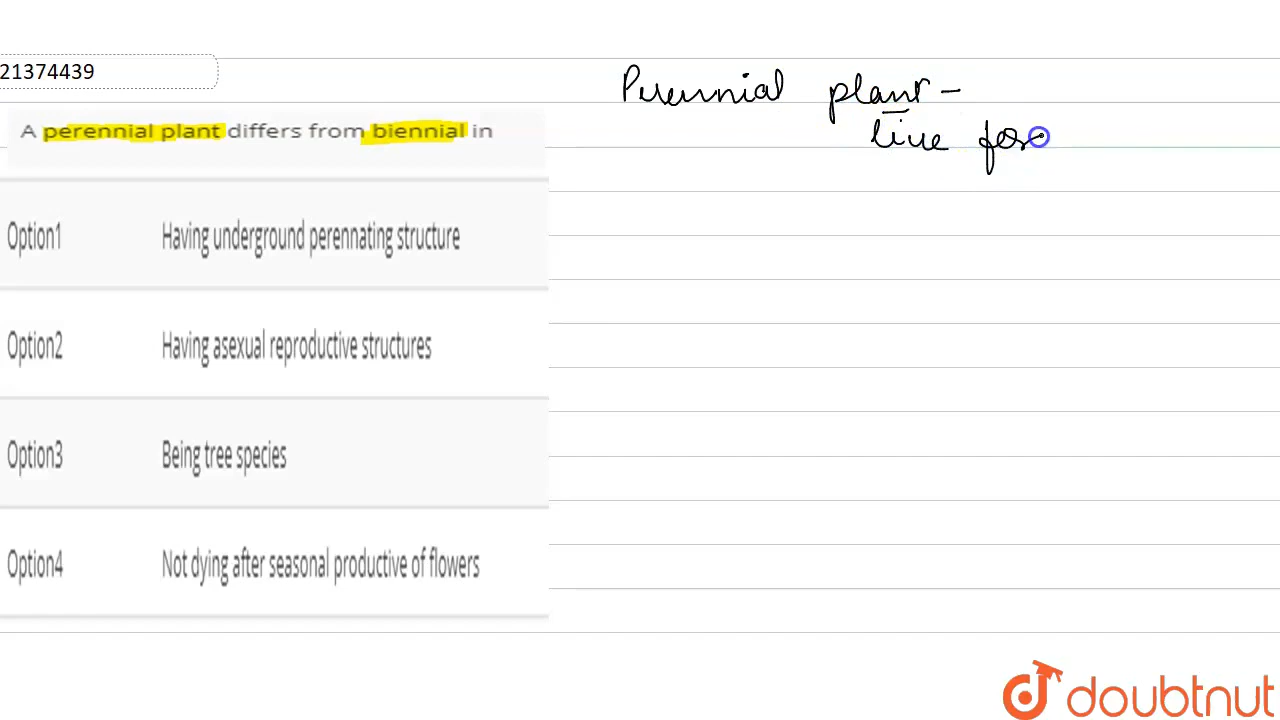 21374439
A perennial plant differs from biennial in
Option1 Having underground perennating structure
Option2 Having asexual reproductive structures
Option3 Being tree species
Option4 Not dying after seasonal productive of flowers
Perennial plant -
live for
doubtnut